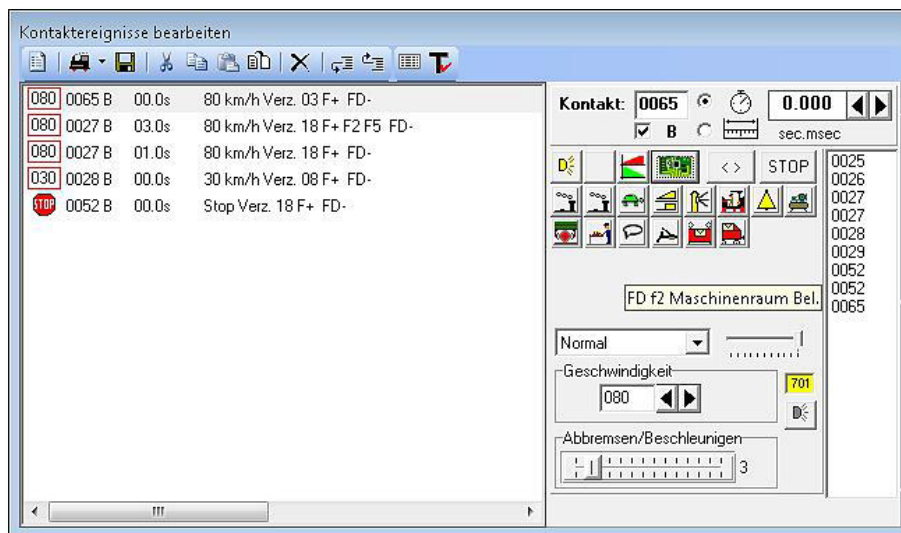 Kontaktereignisse bearbeiten
080 0065 B 00.0s 80 km/h Verz. 03 F+ FD-
080 0027 B 03.0s 80 km/h Verz. 18 F+ F2 F5 FD-
080 0027 B 01.0s 80 km/h Verz. 18 F+ FD-
030 0028 B 00.0s 30 km/h Verz. 08 F+ FD-
STOP 0052 B 00.0s Stop Verz. 18 F+ FD-
Kontakt: 0065 0.000
B sec.msec
< > STOP
0025
0026
0027
0027
0028
0029
0052
0052
0065
FD f2 Maschinenraum Bel.
Normal
Geschwindigkeit
080
701
Abbremsen/Beschleunigen
3